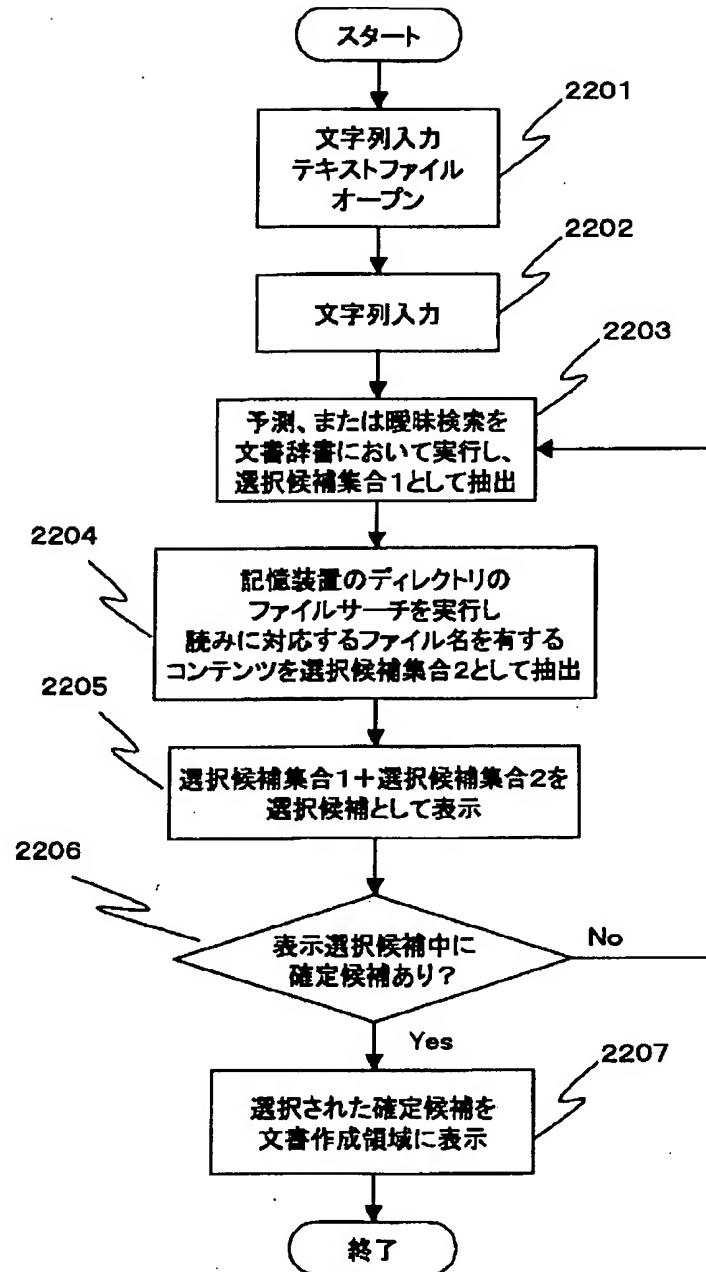 スタート
2201
文字列入力
テキストファイル
オープン
2202
文字列入力
2203
予測、または曖昧検索を
文書辞書において実行し、
選択候補集合1として抽出
2204
記憶装置のディレクトリの
ファイルサーチを実行し
読みに対応するファイル名を有する
コンテンツを選択候補集合2として抽出
2205
選択候補集合1+選択候補集合2を
選択候補として表示
2206
表示選択候補中に
確定候補あり?
No
Yes
2207
選択された確定候補を
文書作成領域に表示
終了